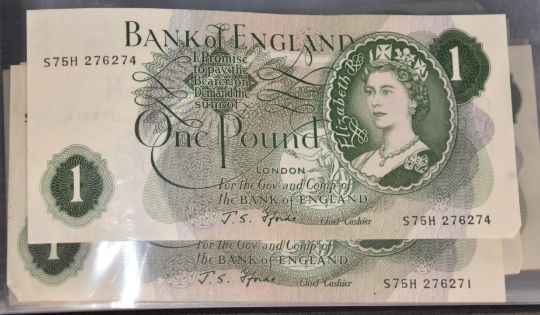 BANK of ENGLAND
S75H 276274
I Promise
to pay the
Bearer on
Demand the
sum of
One Pound
1
Elizabeth R
LONDON
For the Gov. and Comp. of
the BANK of ENGLAND
1
J. S. Fforde
Chief Cashier
S75H 276274
For the Gov. and Comp. of
the BANK OF ENGLAND
1
J. S. Fforde
Chief Cashier
S75H 276271